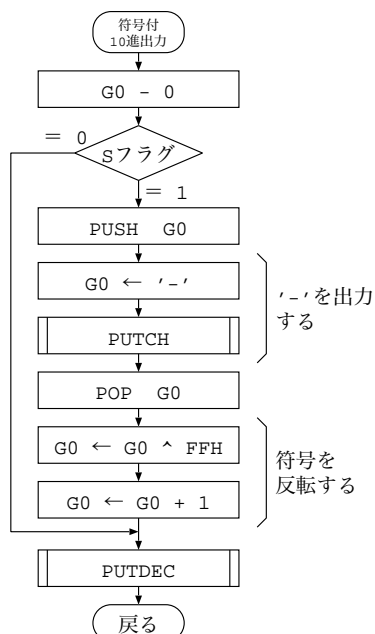 符号付
10進出力
G0 - 0
= 0
Sフラグ
= 1
PUSH G0
G0 ← '-'
PUTCH
'-'を出力
する
POP G0
G0 ← G0 ^ FFH
G0 ← G0 + 1
符号を
反転する
PUTDEC
戻る